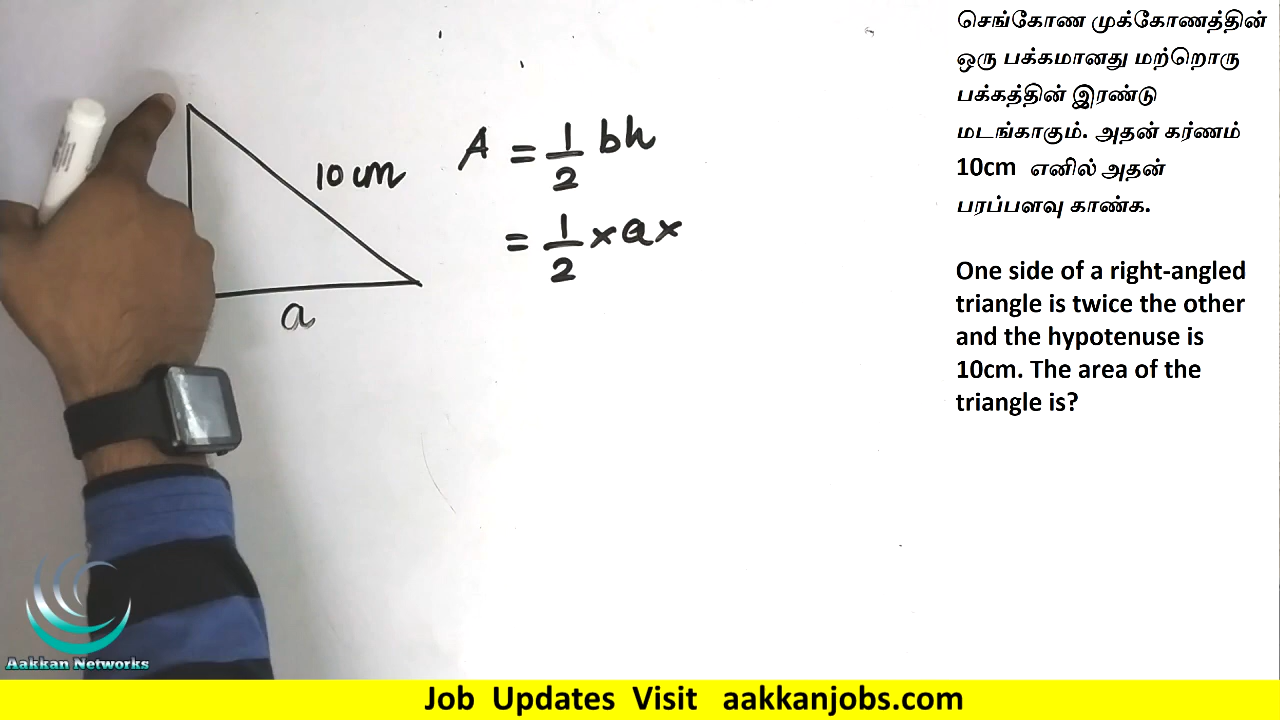 10 cm
a
A = 1/2 bh
= 1/2 × a ×
செங்கோண முக்கோணத்தின்
ஒரு பக்கமானது மற்றொரு
பக்கத்தின் இரண்டு
மடங்காகும். அதன் கர்ணம்
10cm எனில் அதன்
பரப்பளவு காண்க.
One side of a right-angled
triangle is twice the other
and the hypotenuse is
10cm. The area of the
triangle is?
Aakkan Networks
Job Updates Visit aakkanjobs.com